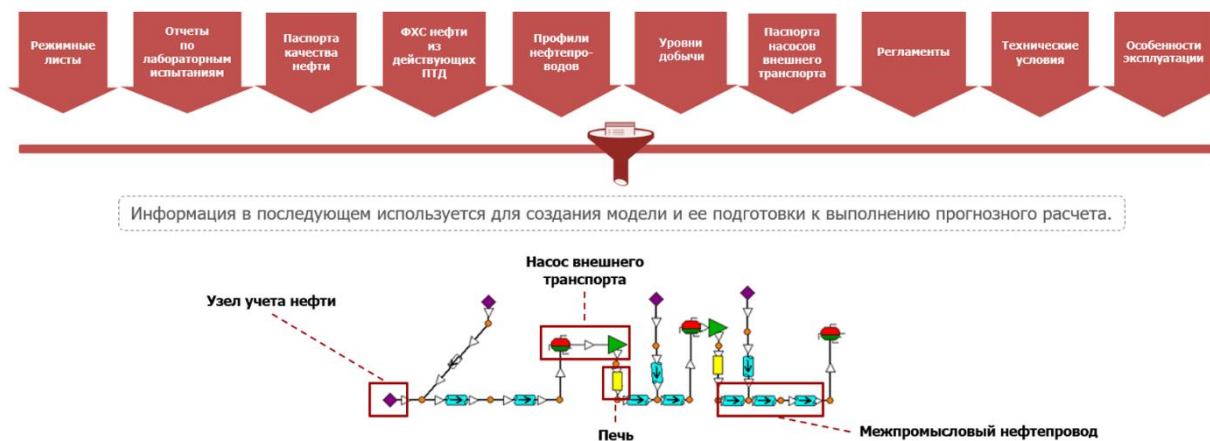 Режимные
листы
Отчеты
по
лабораторным
испытаниям
Паспорта
качества
нефти
ФХС нефти
из
действующих
ПТД
Профили
нефтепро-
водов
Уровни
добычи
Паспорта
насосов
внешнего
транспорта
Регламенты
Технические
условия
Особенности
эксплуатации
Информация в последующем используется для создания модели и ее подготовки к выполнению прогнозного расчета.
Насос внешнего
транспорта
Узел учета нефти
Печь
Межпромысловый нефтепровод